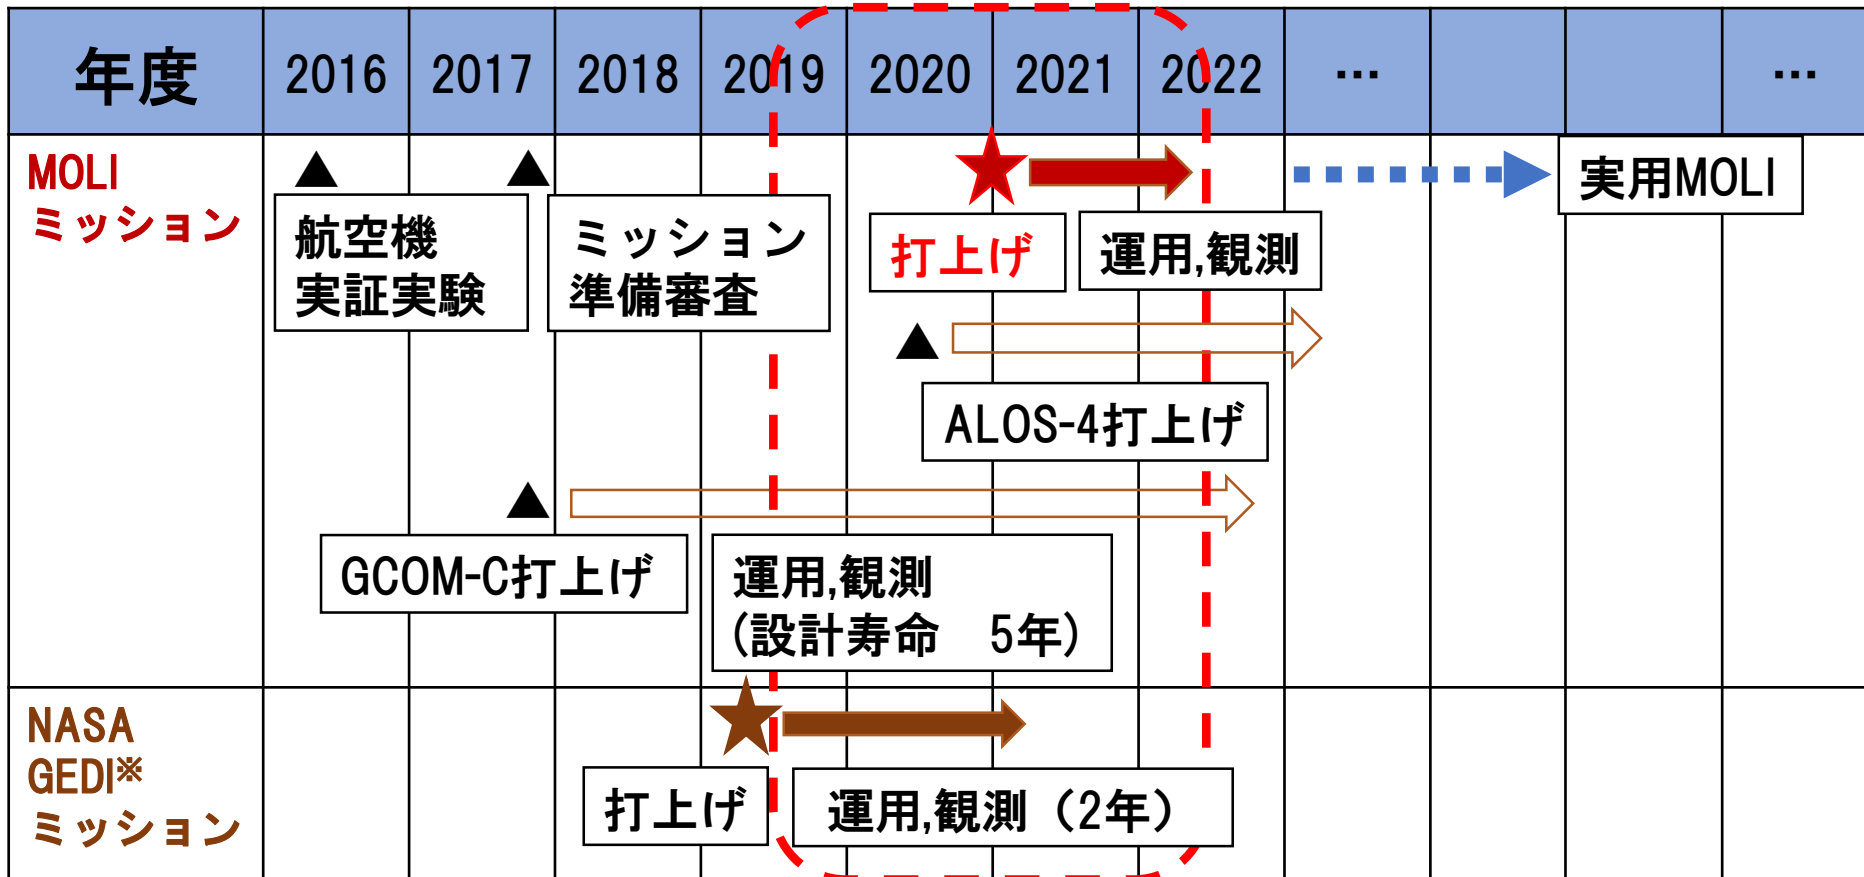 年度 2016 2017 2018 2019 2020 2021 2022 … …
MOLI
ミッション
航空機
実証実験
ミッション
準備審査
打上げ
運用,観測
実用MOLI
ALOS-4打上げ
GCOM-C打上げ
運用,観測
(設計寿命　5年)
NASA
GEDI※
ミッション
打上げ
運用,観測（2年）